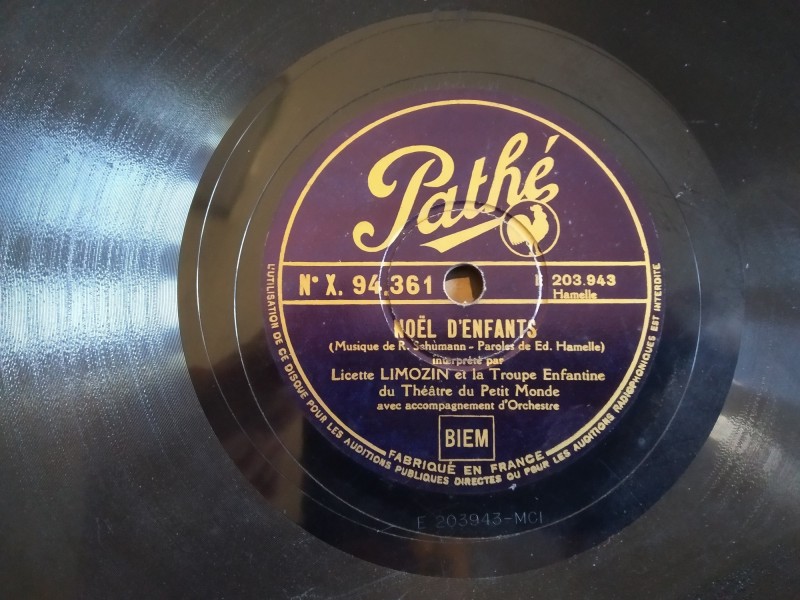 Pathé
N° X. 94.361
E 203.943
Hamelle
NOËL D'ENFANTS
(Musique de R. Schumann - Paroles de Ed. Hamelle)
interprété par
Licette LIMOZIN et la Troupe Enfantine
du Théâtre du Petit Monde
avec accompagnement d'Orchestre
BIEM
FABRIQUÉ EN FRANCE
L'UTILISATION DE CE DISQUE POUR LES AUDITIONS PUBLIQUES DIRECTES OU POUR LES AUDITIONS RADIOPHONIQUES EST INTERDITE
E 203943-MC1